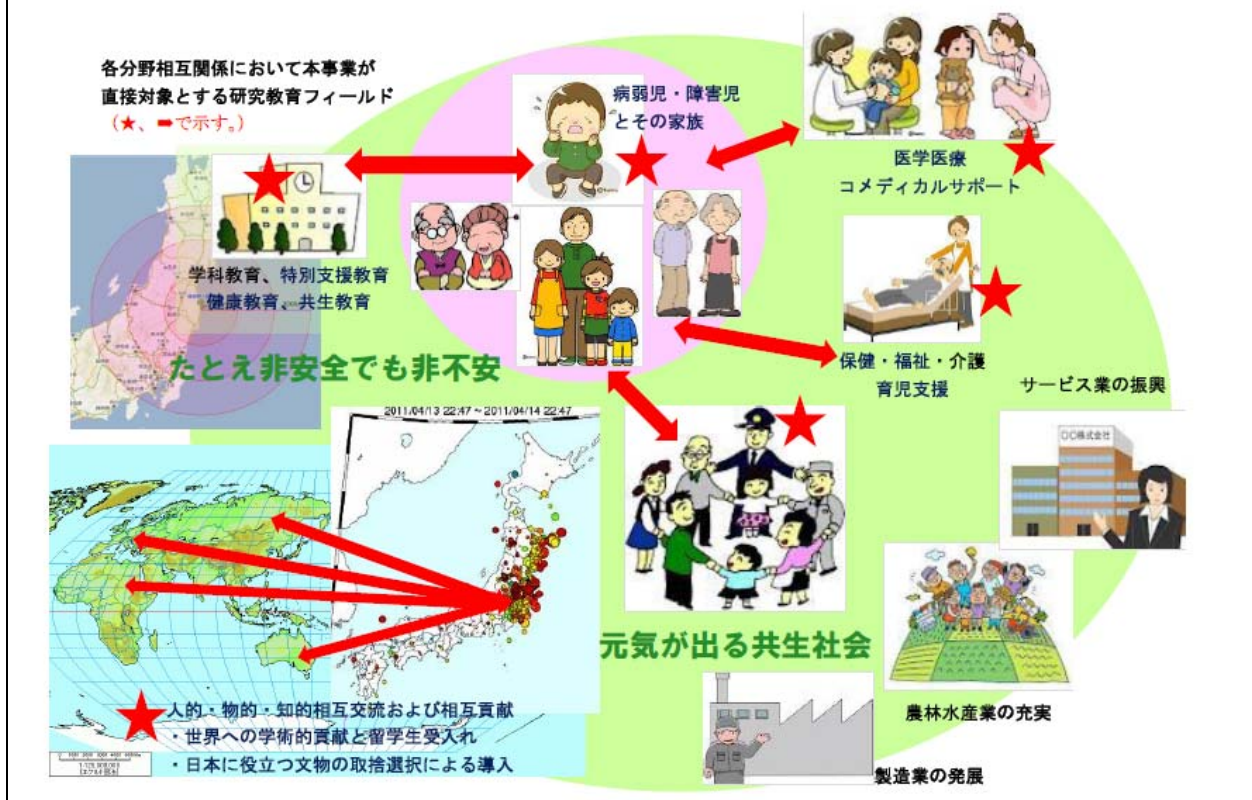 各分野相互関係において本事業が
直接対象とする研究教育フィールド
（★、➡で示す。）
病弱児・障害児
とその家族
医学医療
コメディカルサポート
学科教育、特別支援教育
健康教育、共生教育
たとえ非安全でも非不安
保健・福祉・介護
育児支援
サービス業の振興
〇〇株式会社
2011/04/13 22:47 ~ 2011/04/14 22:47
元気が出る共生社会
農林水産業の充実
製造業の発展
人的・物的・知的相互交流および相互貢献
・世界への学術的貢献と留学生受入れ
・日本に役立つ文物の取捨選択による導入